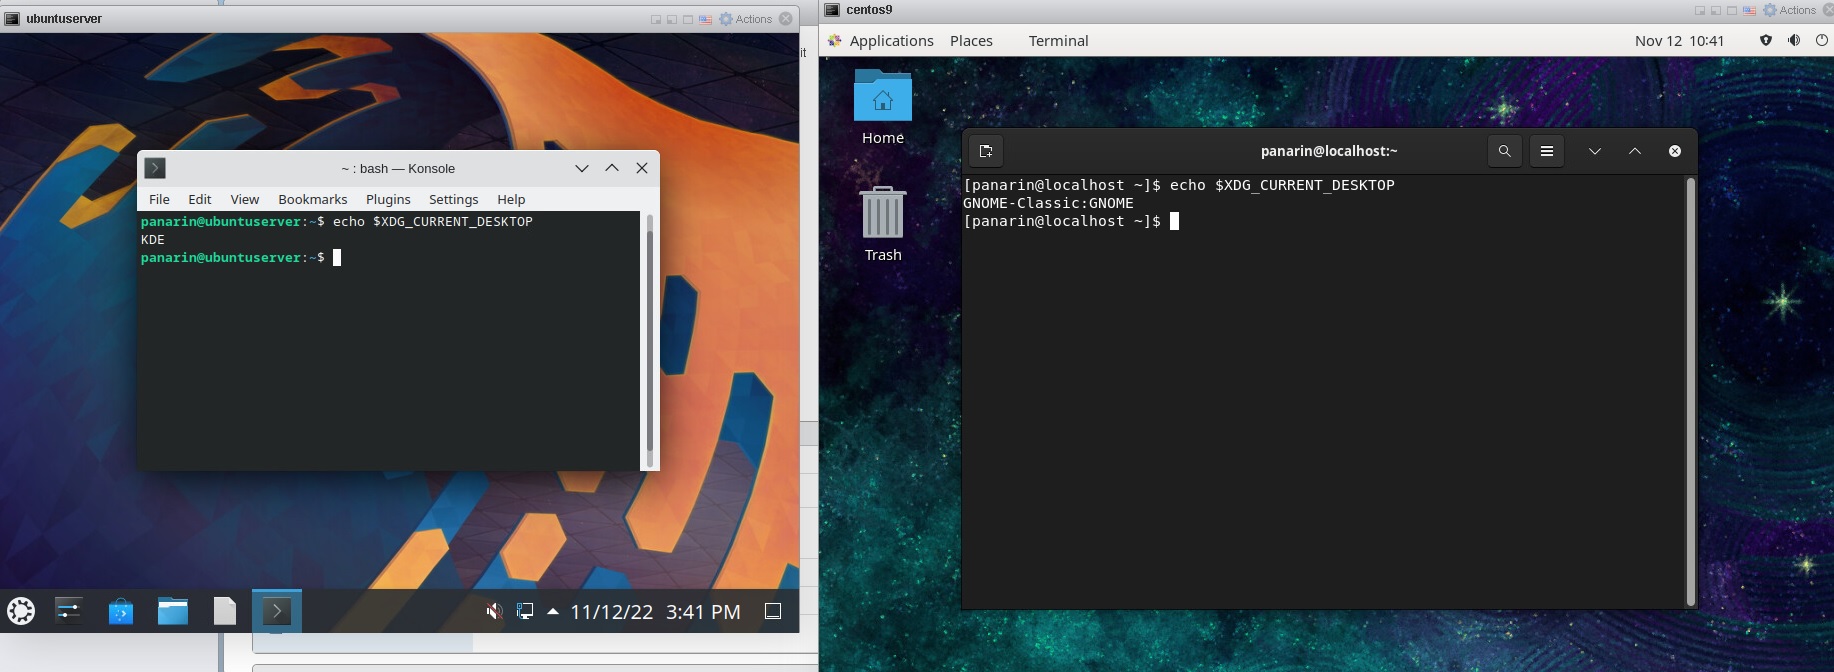 ubuntuserver
Actions
~ : bash — Konsole
File Edit View Bookmarks Plugins Settings Help
panarin@ubuntuserver:~$ echo $XDG_CURRENT_DESKTOP
KDE
panarin@ubuntuserver:~$
11/12/22 3:41 PM
it
centos9
Actions
Applications Places Terminal
Nov 12 10:41
Home
Trash
panarin@localhost:~
[panarin@localhost ~]$ echo $XDG_CURRENT_DESKTOP
GNOME-Classic:GNOME
[panarin@localhost ~]$